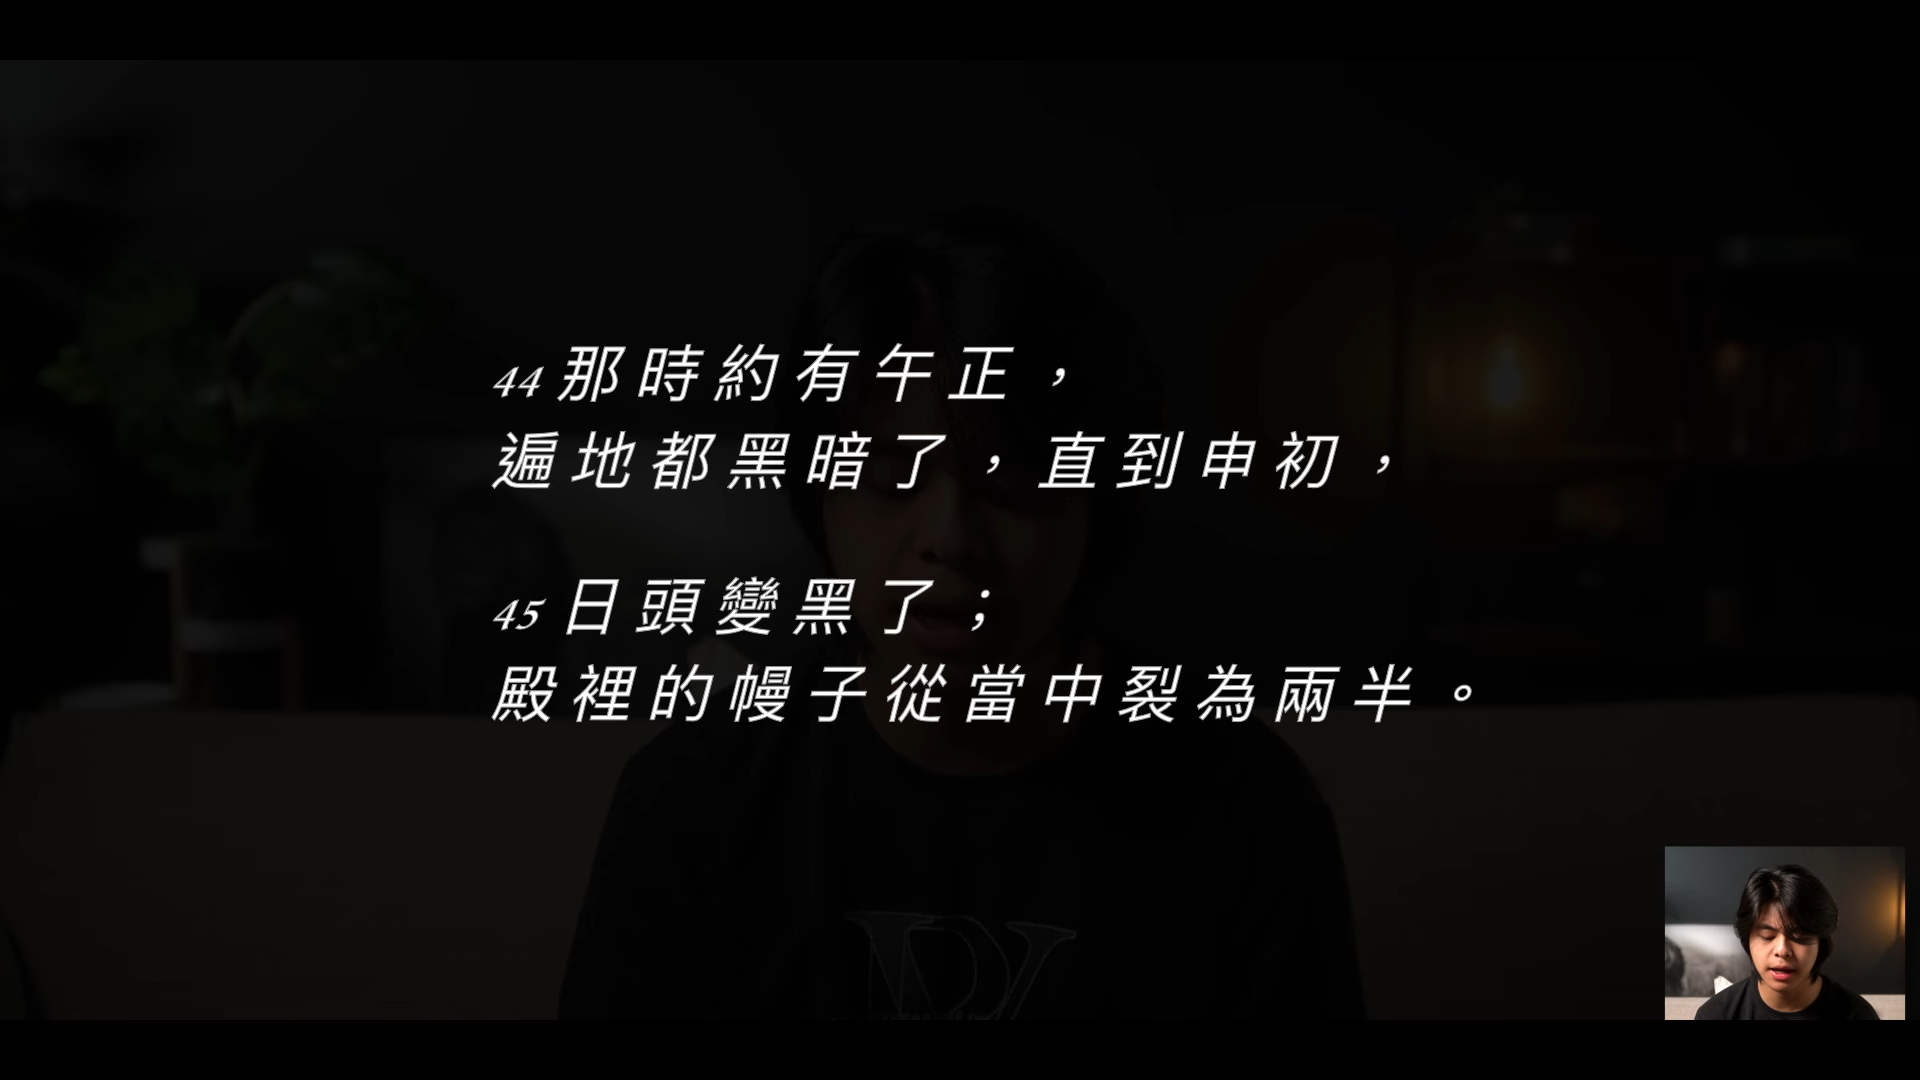 44 那時約有午正，
遍地都黑暗了，直到申初，
45 日頭變黑了；
殿裡的幔子從當中裂為兩半。